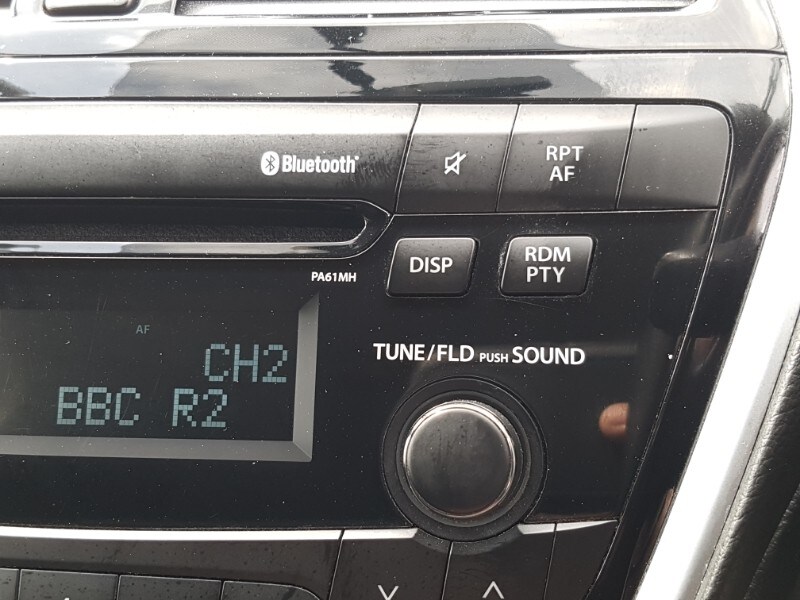 Bluetooth®
RPT
AF
DISP
RDM
PTY
PA61MH
AF
CH2
BBC R2
TUNE/FLD PUSH SOUND